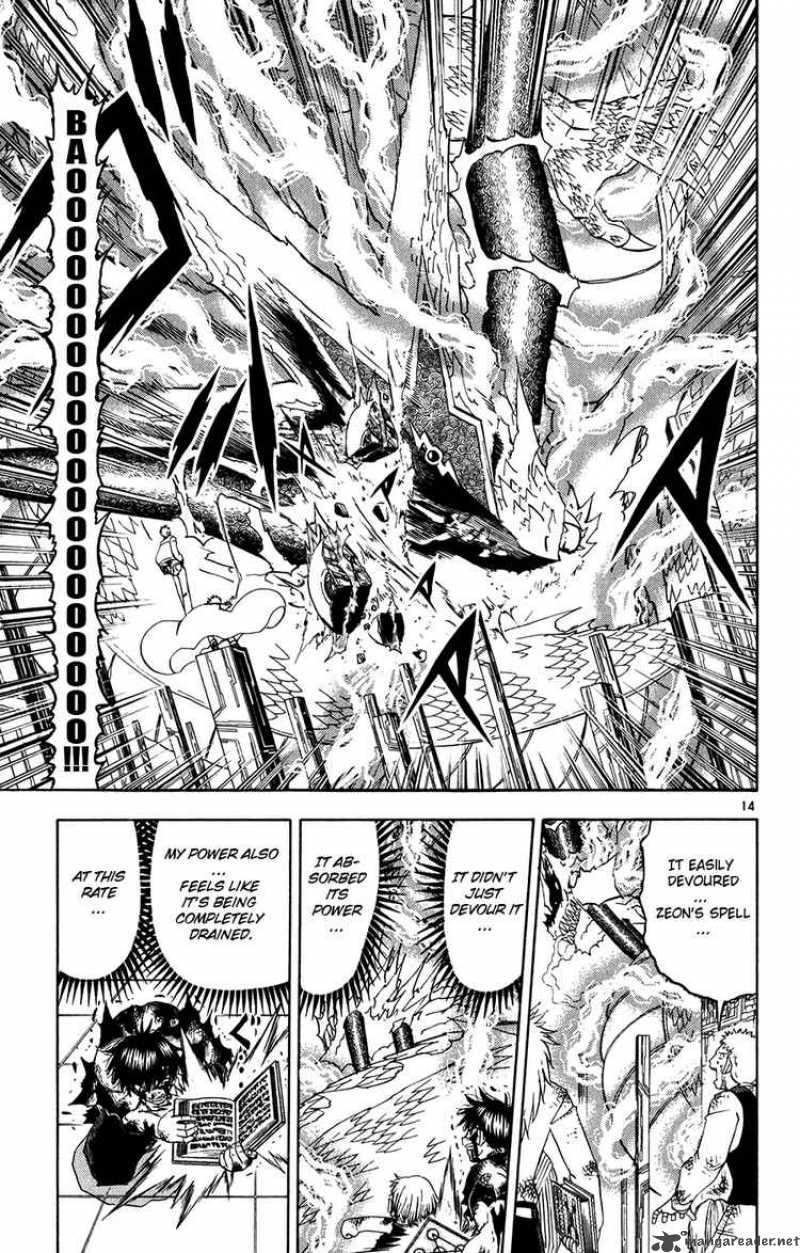 BAOOOOOOOOOOOOOOOOOOOOOO!!!
14
IT EASILY
DEVOURED
...
ZEON'S SPELL
...
IT DIDN'T
JUST
DEVOUR IT...
IT AB-
SORBED
ITS
POWER
...
MY POWER ALSO
...
FEELS LIKE
IT'S BEING
COMPLETELY
DRAINED.
AT THIS
RATE
...
mangareader.net